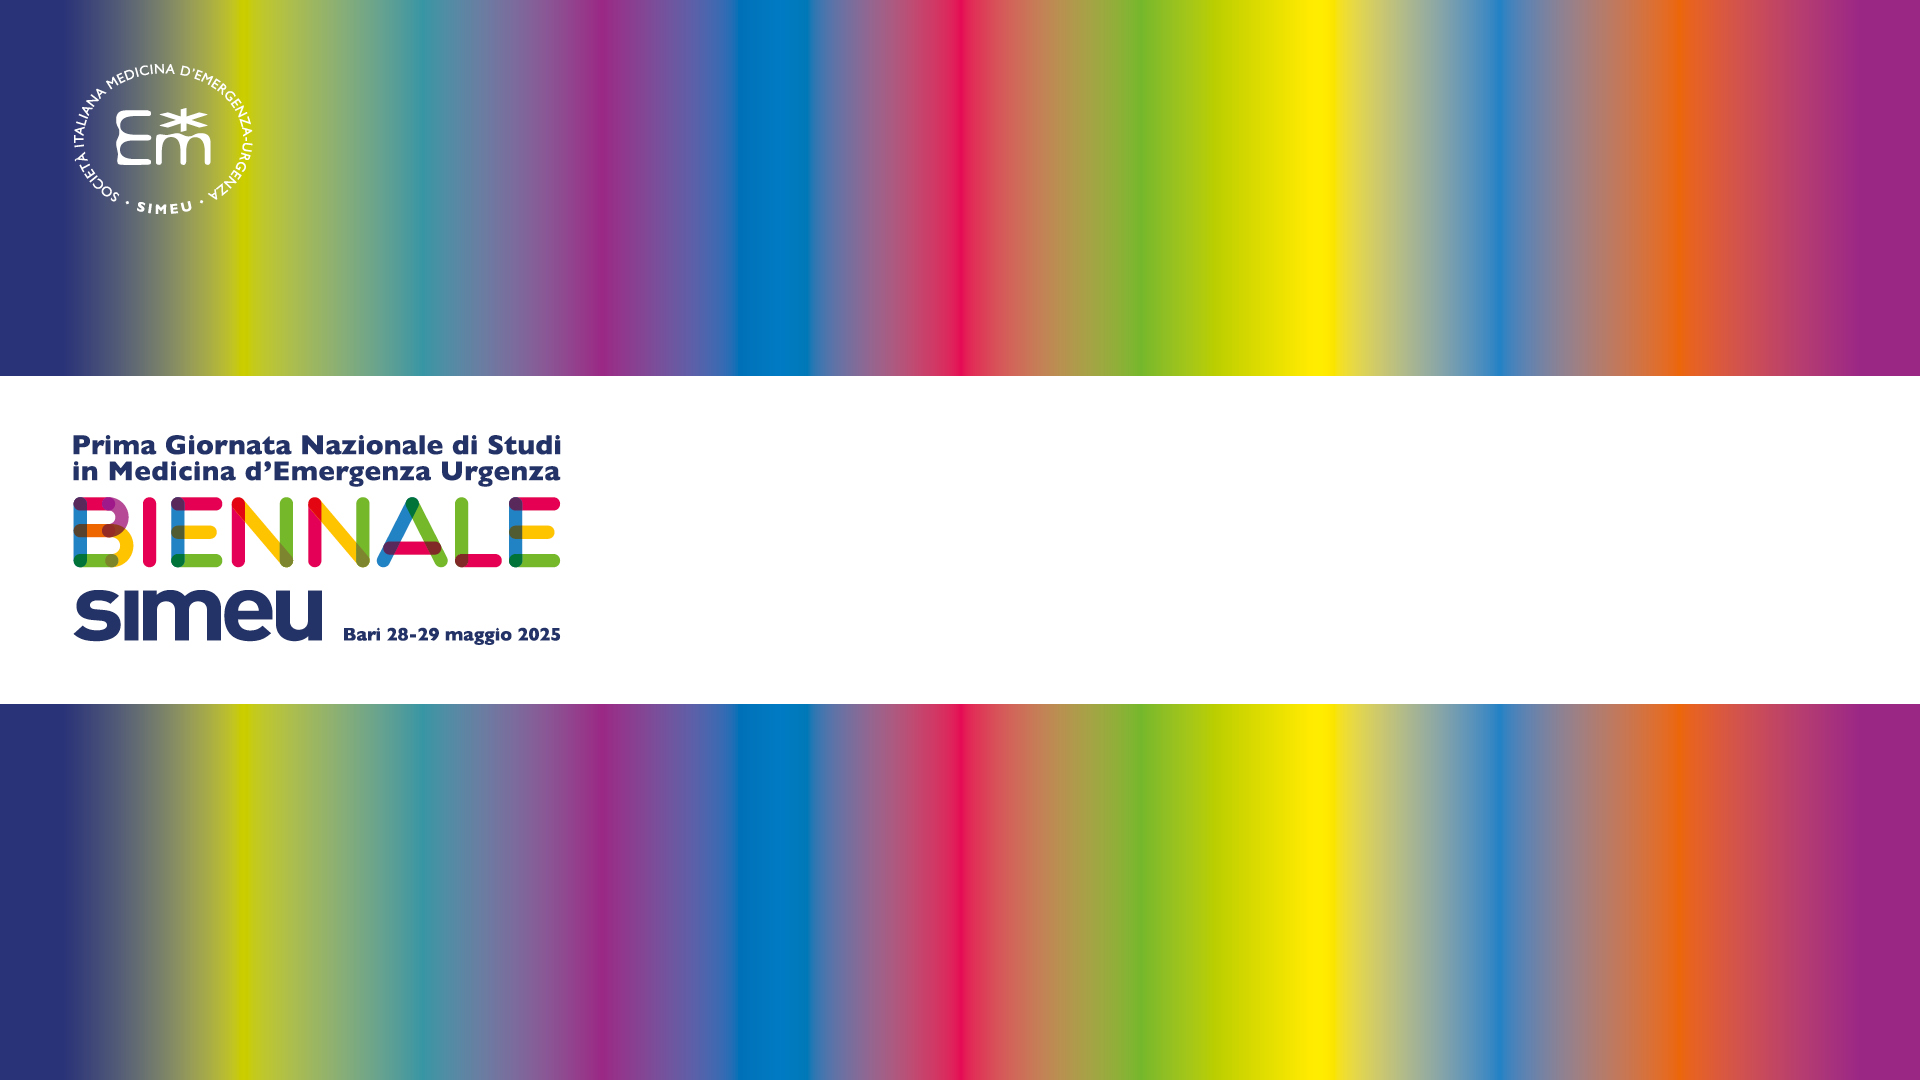 SOCIETÀ ITALIANA MEDICINA D'EMERGENZA-URGENZA
Em
· SIMEU ·
Prima Giornata Nazionale di Studi
in Medicina d’Emergenza Urgenza
BIENNALE
simeu
Bari 28-29 maggio 2025